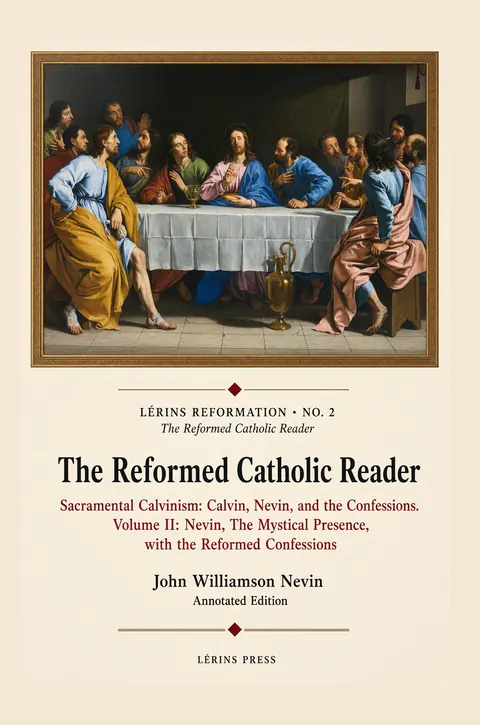 LÉRINS REFORMATION • NO. 2
The Reformed Catholic Reader
The Reformed Catholic Reader
Sacramental Calvinism: Calvin, Nevin, and the Confessions.
Volume II: Nevin, The Mystical Presence,
with the Reformed Confessions
John Williamson Nevin
Annotated Edition
LÉRINS PRESS